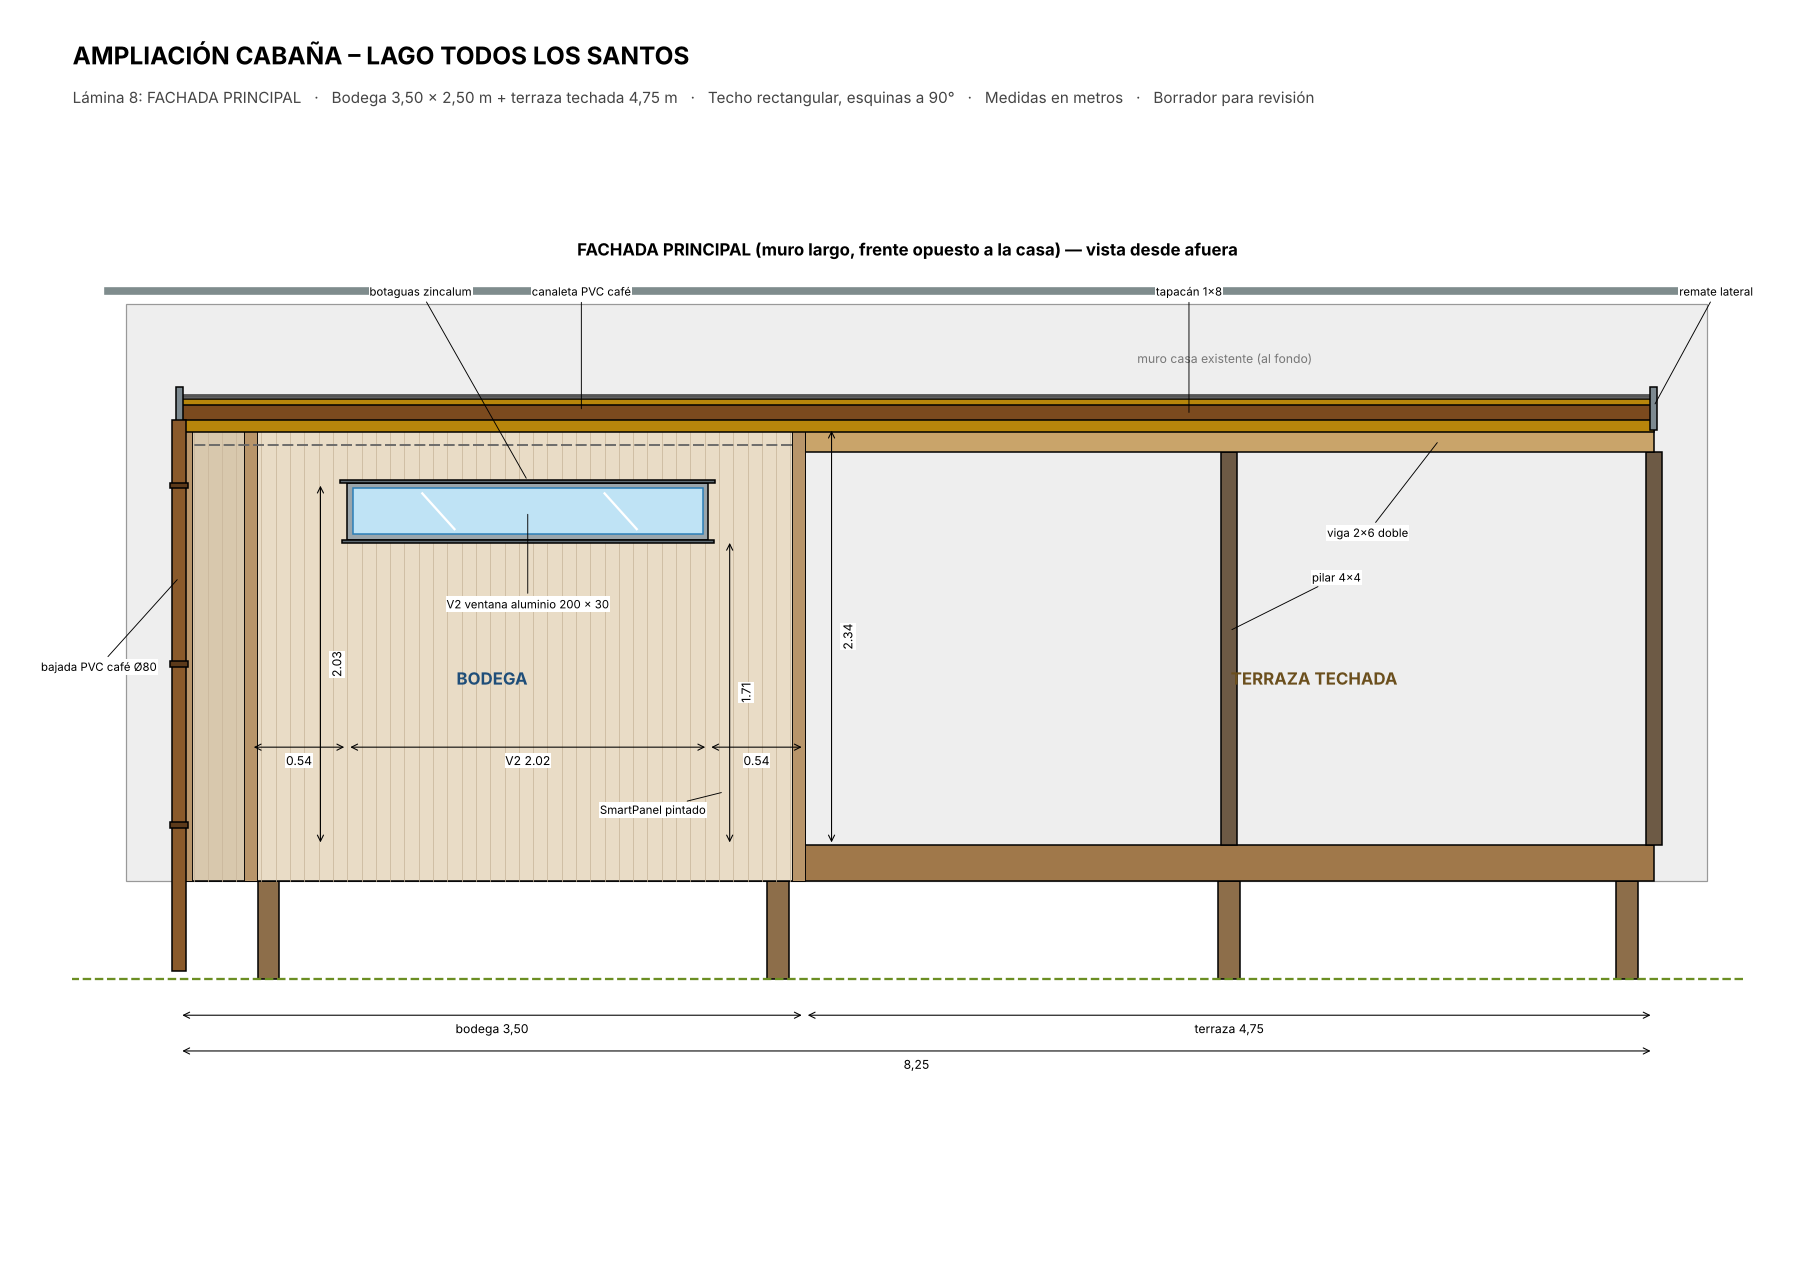 AMPLIACIÓN CABAÑA – LAGO TODOS LOS SANTOS
Lámina 8: FACHADA PRINCIPAL · Bodega 3,50 × 2,50 m + terraza techada 4,75 m · Techo rectangular, esquinas a 90° · Medidas en metros · Borrador para revisión
FACHADA PRINCIPAL (muro largo, frente opuesto a la casa) — vista desde afuera
botaguas zincalum
canaleta PVC café
tapacán 1×8
remate lateral
muro casa existente (al fondo)
viga 2×6 doble
pilar 4×4
V2 ventana aluminio 200 × 30
2.34
bajada PVC café Ø80
2.03
BODEGA
1.71
TERRAZA TECHADA
0.54
V2 2.02
0.54
SmartPanel pintado
bodega 3,50
terraza 4,75
8,25